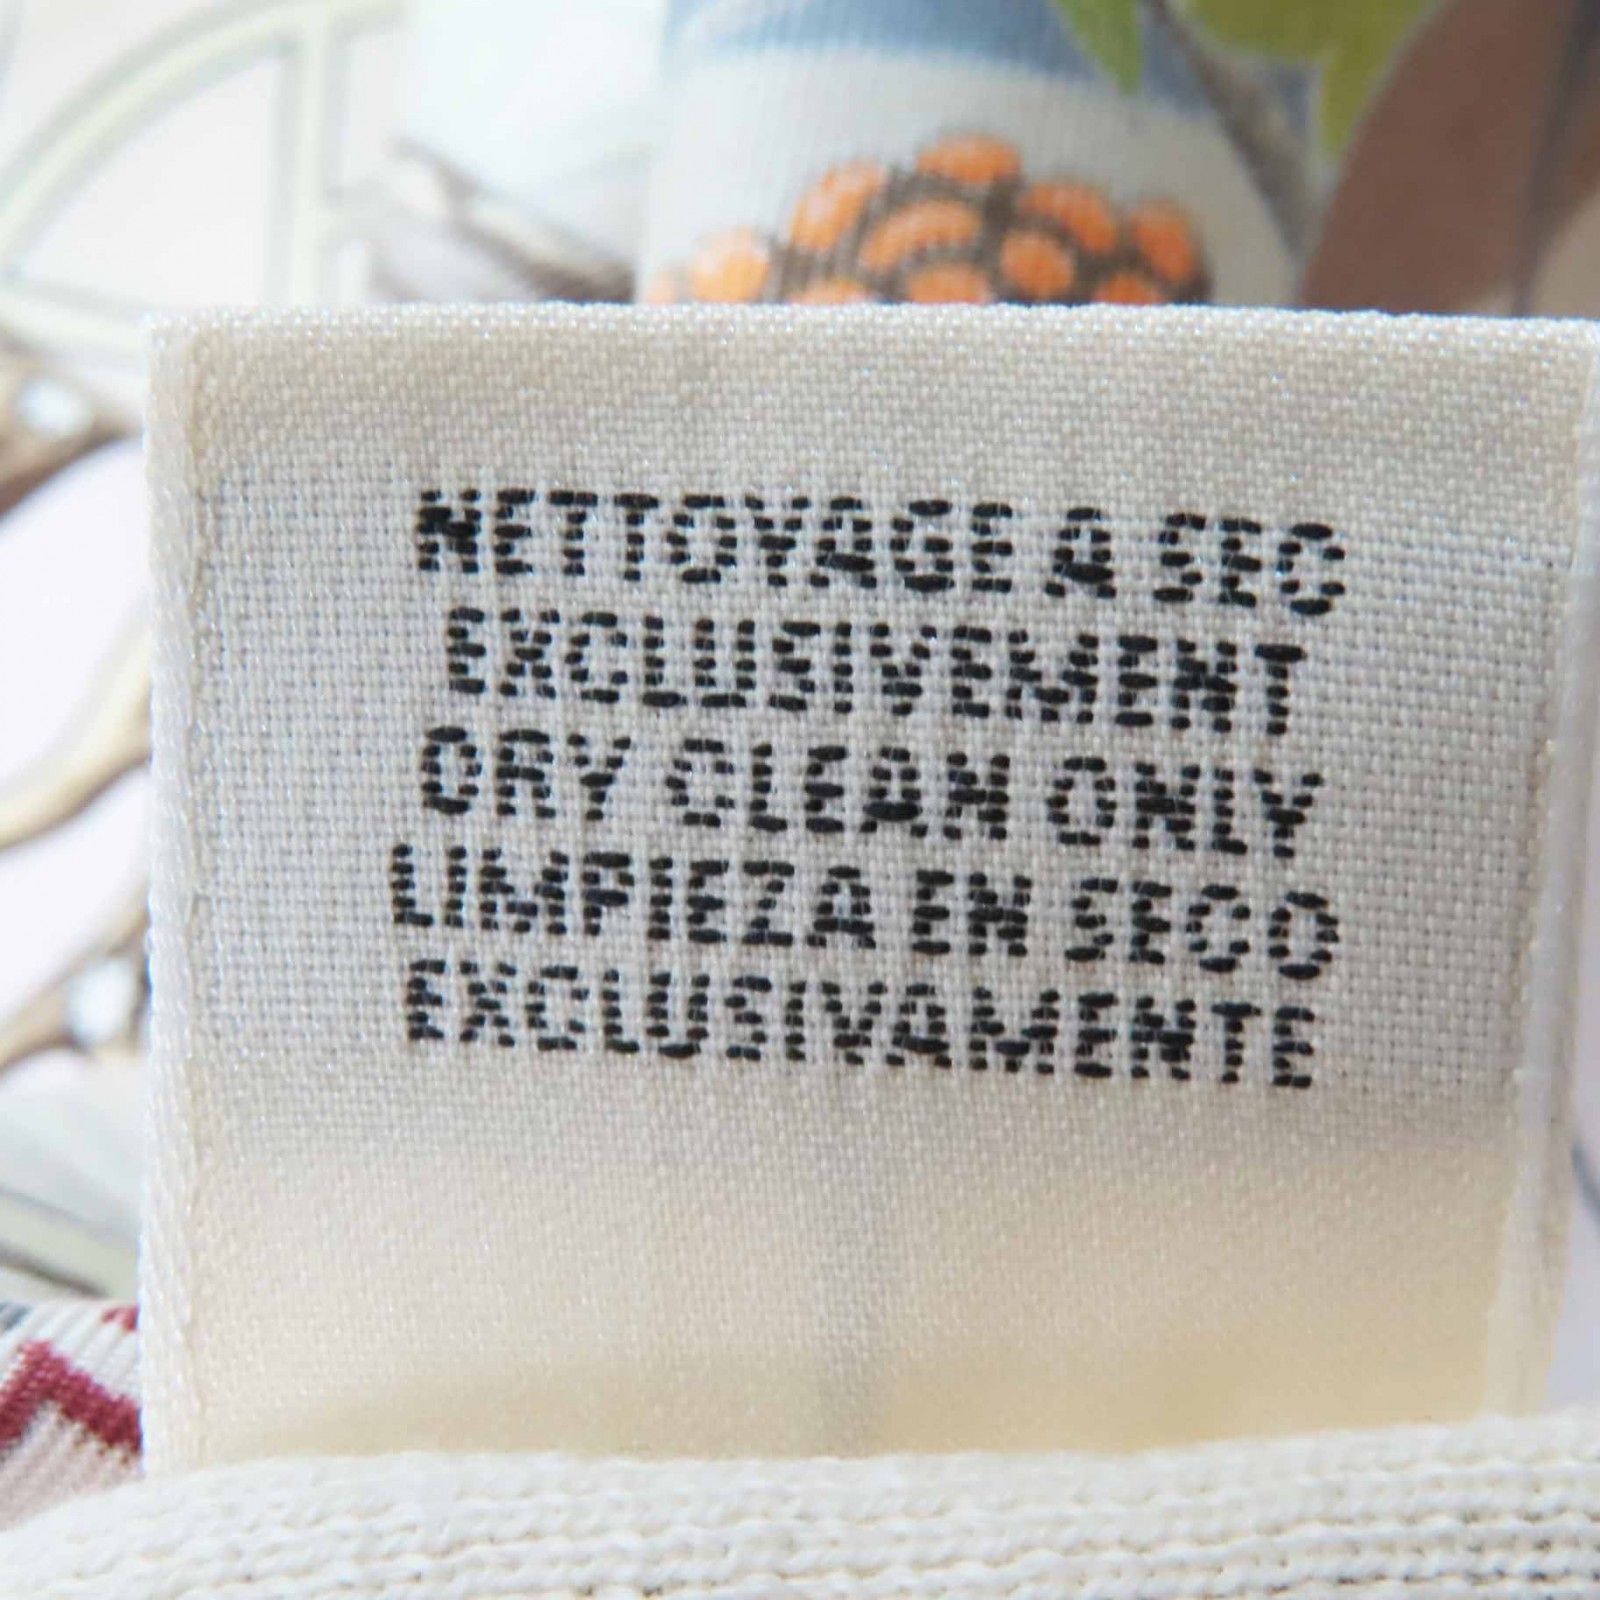 NETTOYAGE A SEC
EXCLUSIVEMENT
DRY CLEAN ONLY
LIMPIEZA EN SECO
EXCLUSIVAMENTE